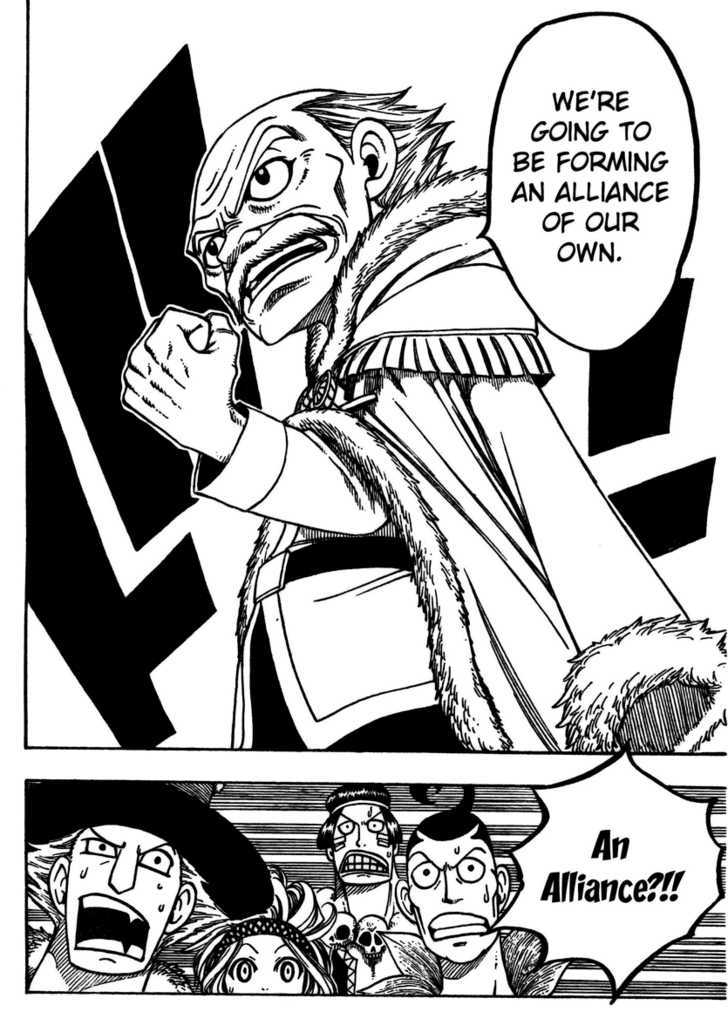 WE'RE
GOING TO
BE FORMING
AN ALLIANCE
OF OUR
OWN.
An
Alliance?!!